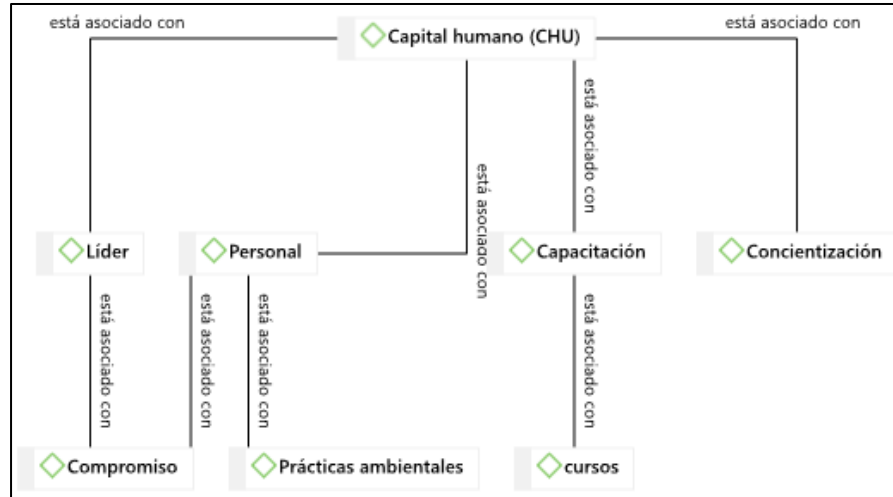 está asociado con
Capital humano (CHU)
está asociado con
está asociado con
está asociado con
Líder
Personal
Capacitación
Concientización
está asociado con
está asociado con
está asociado con
está asociado con
Compromiso
Prácticas ambientales
cursos